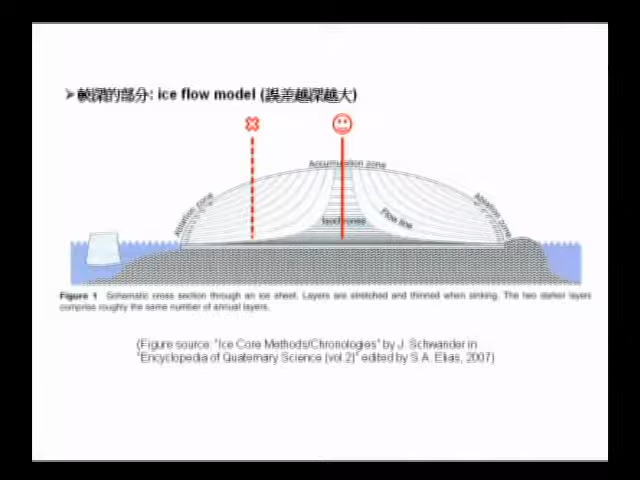 ➢較深的部分: ice flow model (誤差越深越大)
Accumulation zone
Ablation zone
Ablation zone
Isochrones
Flow line
Figure 1 Schematic cross section through an ice sheet. Layers are stretched and thinned when sinking. The two darker layers
comprise roughly the same number of annual layers.
(Figure source: "Ice Core Methods/Chronologies" by J. Schwander in
"Encyclopedia of Quaternary Science (vol.2)" edited by S.A. Elias, 2007)